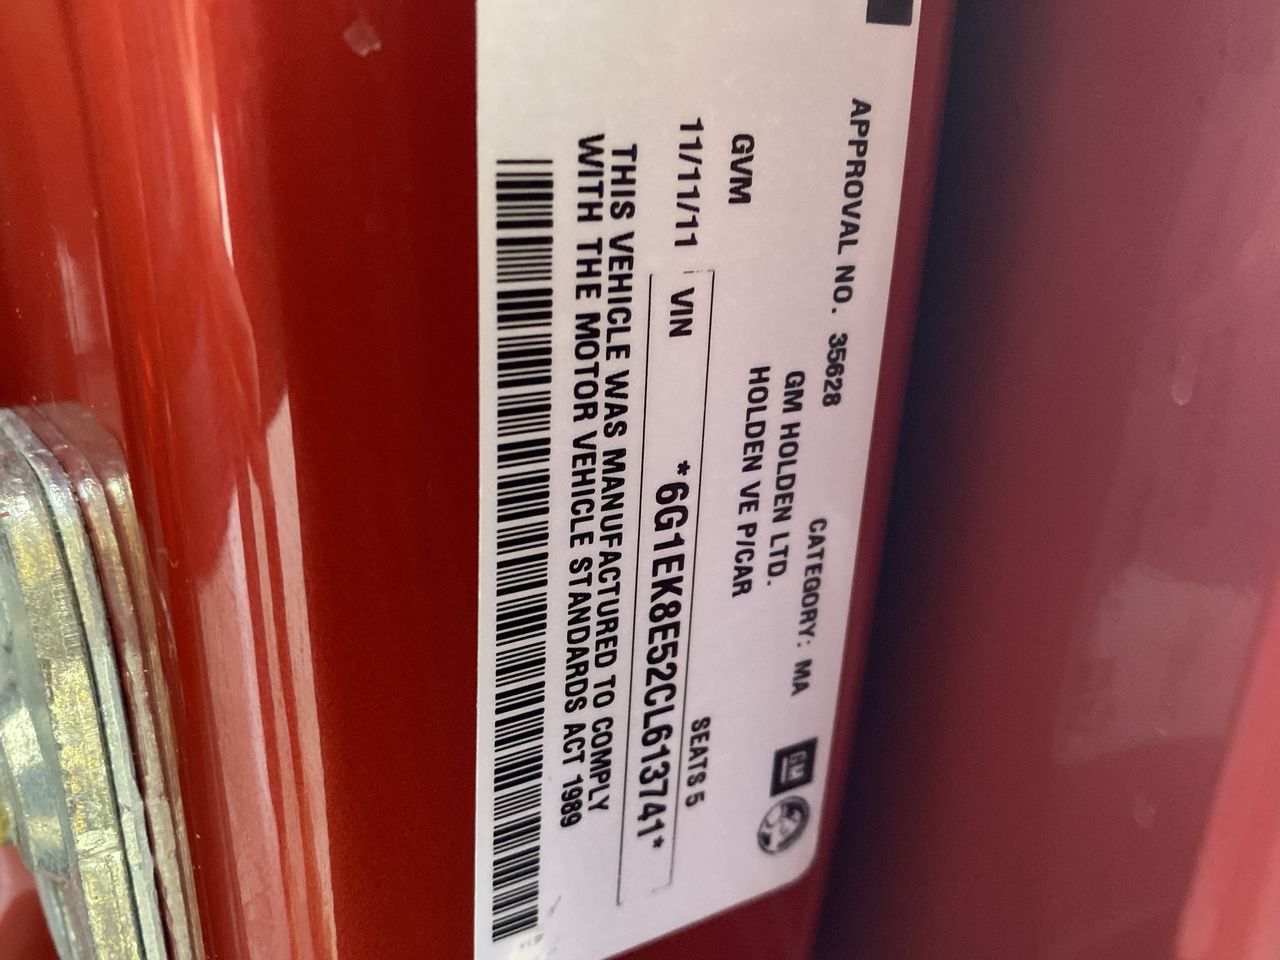 APPROVAL NO. 35628 CATEGORY: MA
GM HOLDEN LTD.
HOLDEN VE P/CAR
GM
GVM SEATS 5
11/11/11 VIN *6G1EK8E52CL613741*
THIS VEHICLE WAS MANUFACTURED TO COMPLY
WITH THE MOTOR VEHICLE STANDARDS ACT 1989